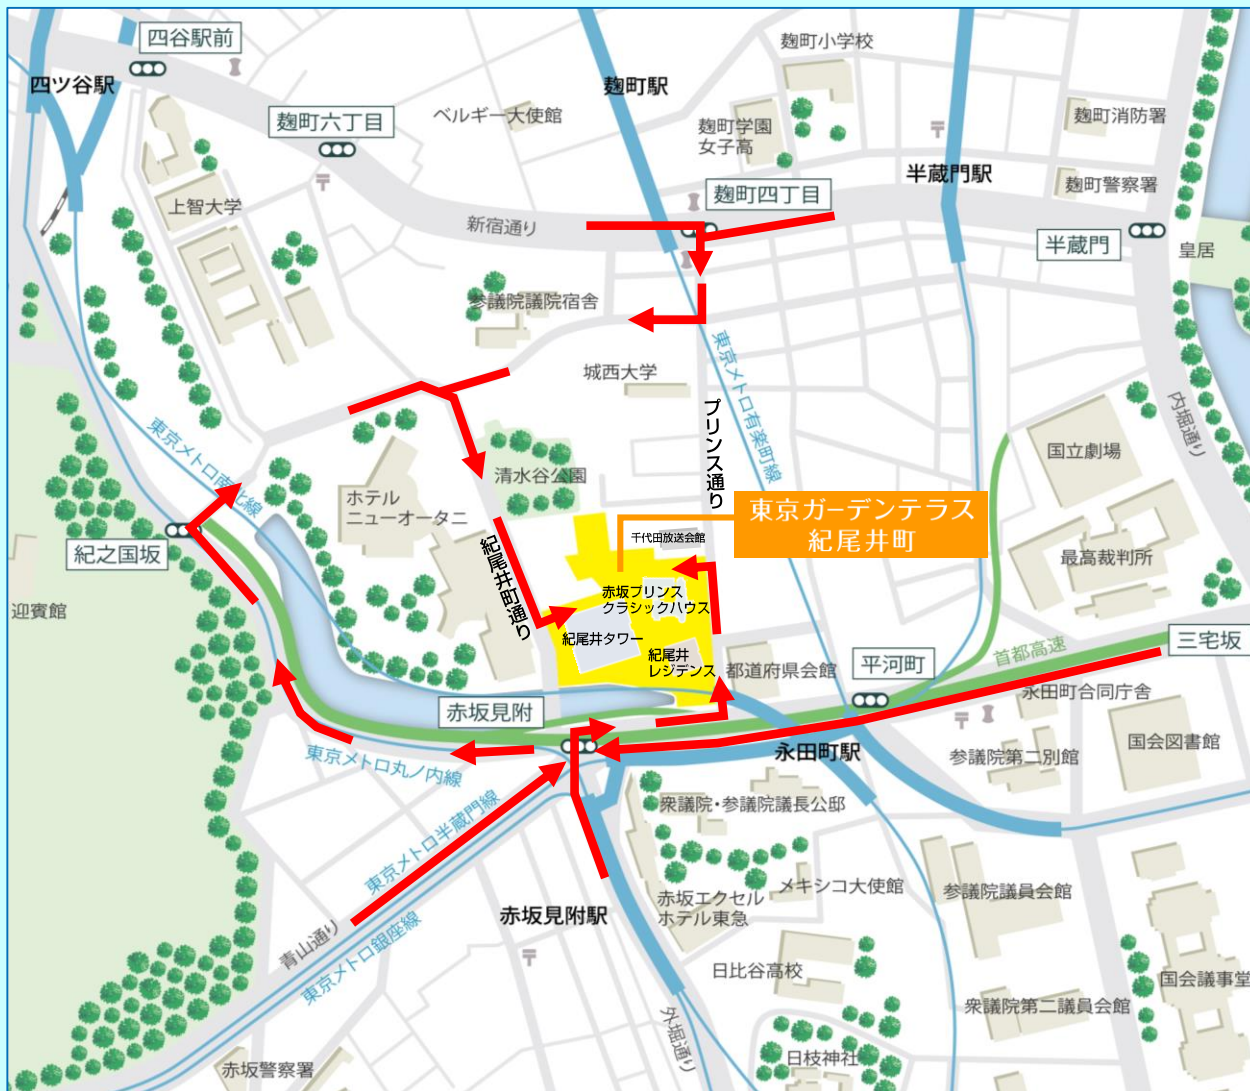 四谷駅前
四ツ谷駅
麹町六丁目
ベルギー大使館
麹町駅
麹町小学校
麹町学園
女子高
麹町消防署
麹町警察署
半蔵門駅
麹町四丁目
半蔵門
皇居
上智大学
新宿通り
参議院議院宿舎
城西大学
東京メトロ有楽町線
プリンス通り
内堀通り
国立劇場
最高裁判所
東京メトロ南北線
ホテル
ニューオータニ
清水谷公園
紀尾井町通り
東京ガーデンテラス
紀尾井町
千代田放送会館
赤坂プリンス
クラシックハウス
紀尾井タワー
紀尾井
レジデンス
紀之国坂
迎賓館
都道府県会館
平河町
首都高速
三宅坂
永田町合同庁舎
赤坂見附
東京メトロ丸ノ内線
永田町駅
参議院第二別館
国会図書館
衆議院・参議院議長公邸
東京メトロ半蔵門線
メキシコ大使館
参議院議員会館
赤坂エクセル
ホテル東急
赤坂見附駅
青山通り
東京メトロ銀座線
日比谷高校
国会議事堂
衆議院第二議員会館
外堀通り
日枝神社
赤坂警察署